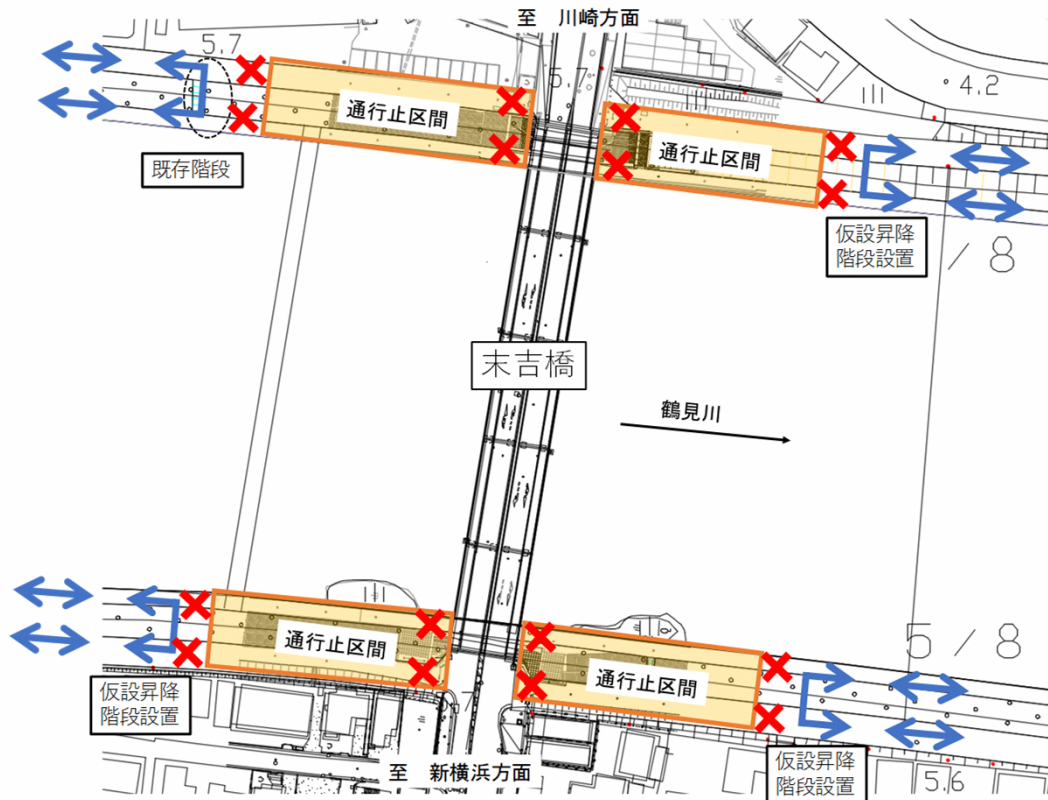 至　川崎方面
5.7
5.7
4.2
通行止区間
通行止区間
既存階段
仮設昇降
階段設置
/ 8
末吉橋
鶴見川
5 / 8
通行止区間
通行止区間
仮設昇降
階段設置
至　新横浜方面
仮設昇降
階段設置
5.6